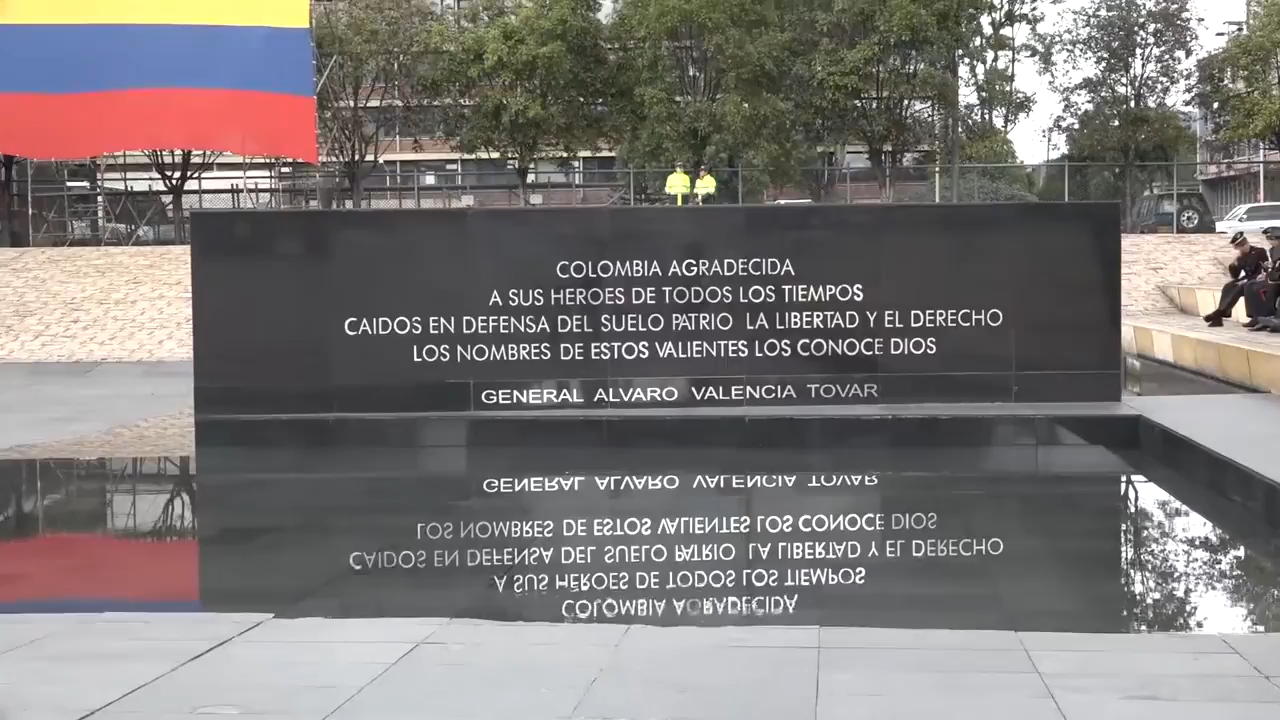 COLOMBIA AGRADECIDA
A SUS HEROES DE TODOS LOS TIEMPOS
CAIDOS EN DEFENSA DEL SUELO PATRIO LA LIBERTAD Y EL DERECHO
LOS NOMBRES DE ESTOS VALIENTES LOS CONOCE DIOS
GENERAL ALVARO VALENCIA TOVAR